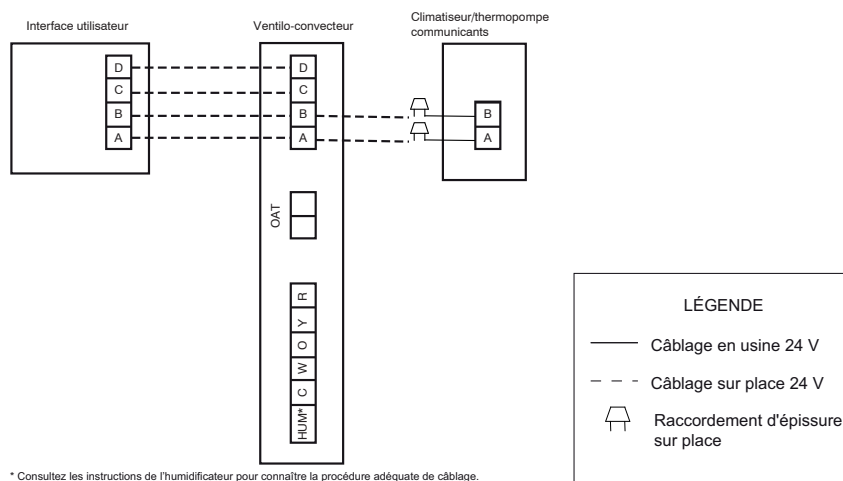 Interface utilisateur
Ventilo-convecteur
Climatiseur/thermopompe
communicants
D
C
B
A
D
C
B
A
B
A
OAT
R
Y
O
W
C
HUM*
LÉGENDE
Câblage en usine 24 V
Câblage sur place 24 V
Raccordement d'épissure
sur place
* Consultez les instructions de l'humidificateur pour connaître la procédure adéquate de câblage.